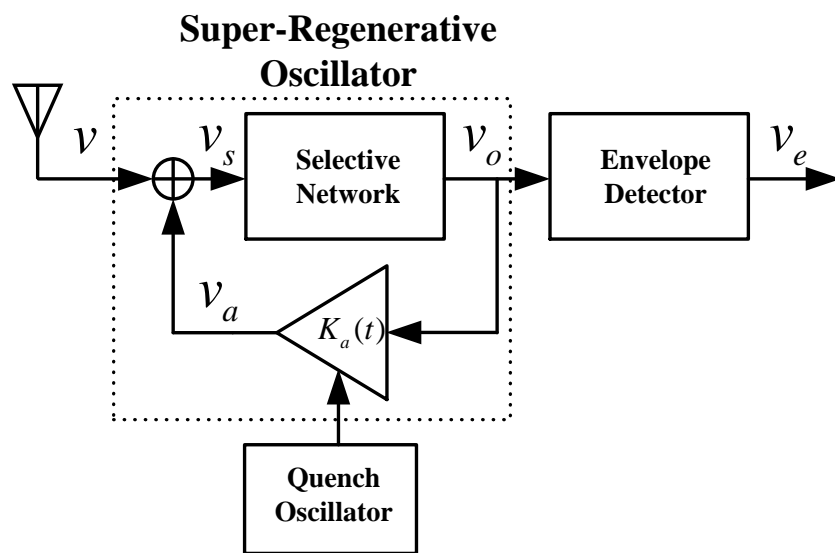 Super-Regenerative
Oscillator
v
v_s
Selective
Network
v_o
Envelope
Detector
v_e
v_a
K_a(t)
Quench
Oscillator